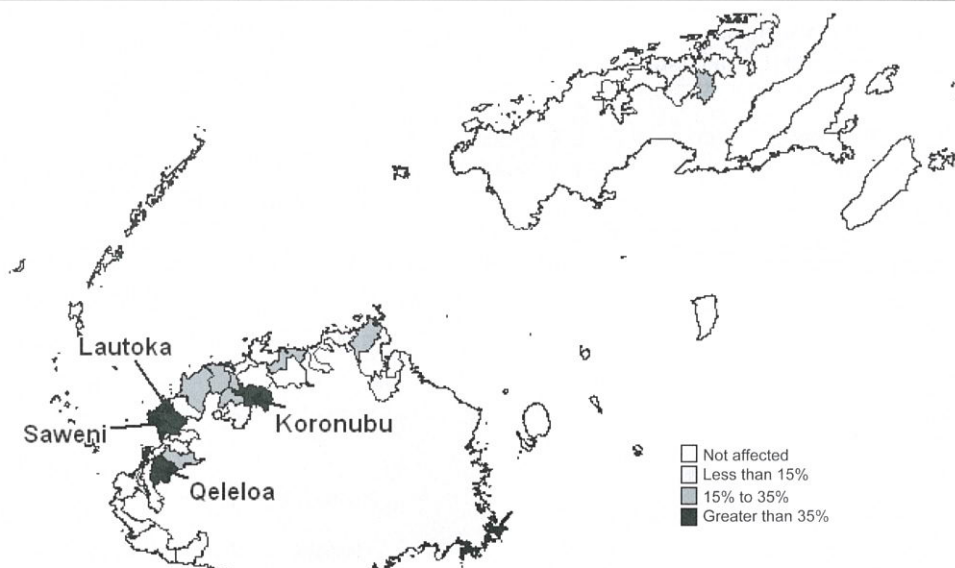 Lautoka
Saweni
Koronubu
Qeleloa
Not affected
Less than 15%
15% to 35%
Greater than 35%